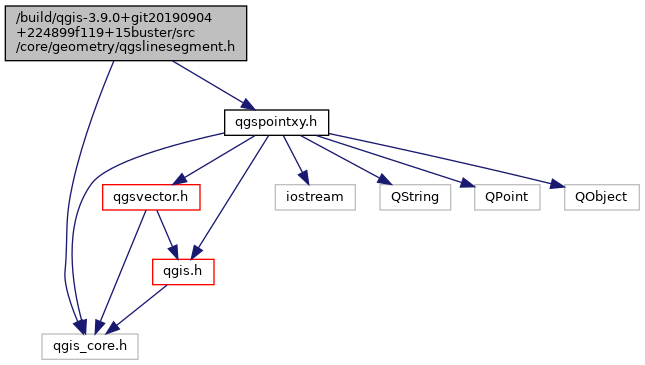 /build/qgis-3.9.0+git20190904
+224899f119+15buster/src
/core/geometry/qgslinesegment.h
qgspointxy.h
qgsvector.h
iostream
QString
QPoint
QObject
qgis.h
qgis_core.h